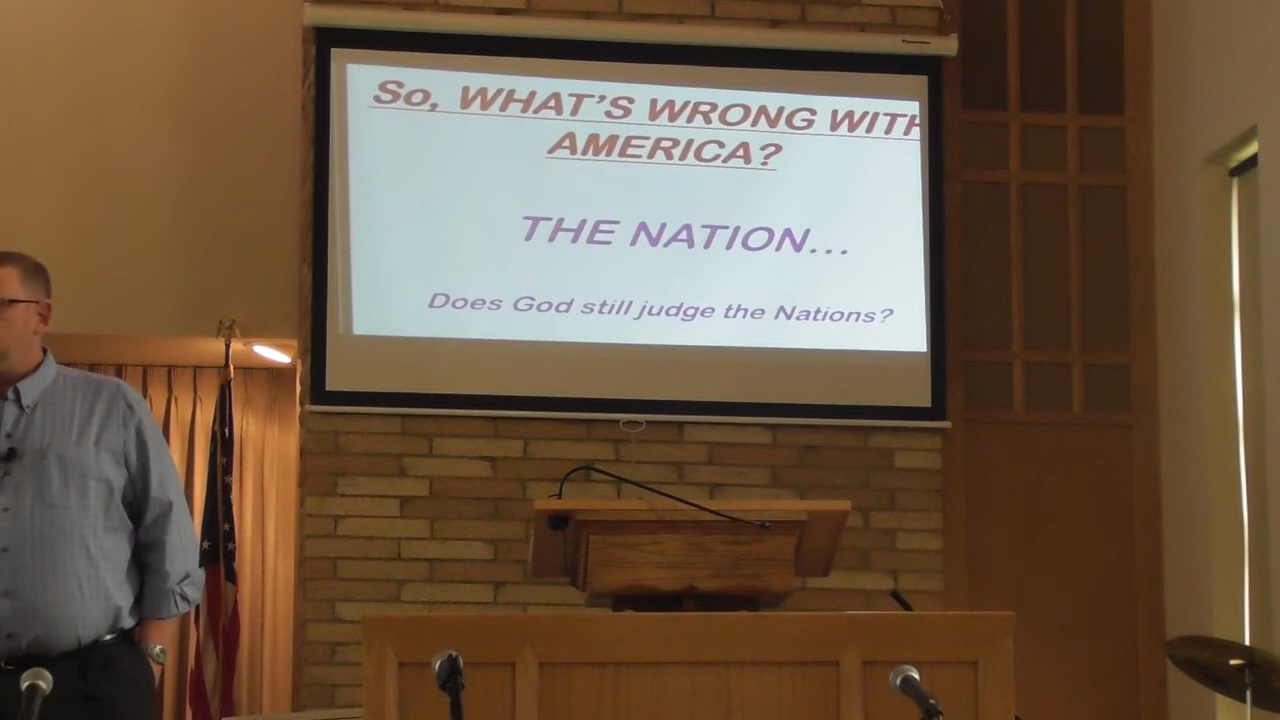 So, WHAT'S WRONG WITH
AMERICA?
THE NATION...
Does God still judge the Nations?